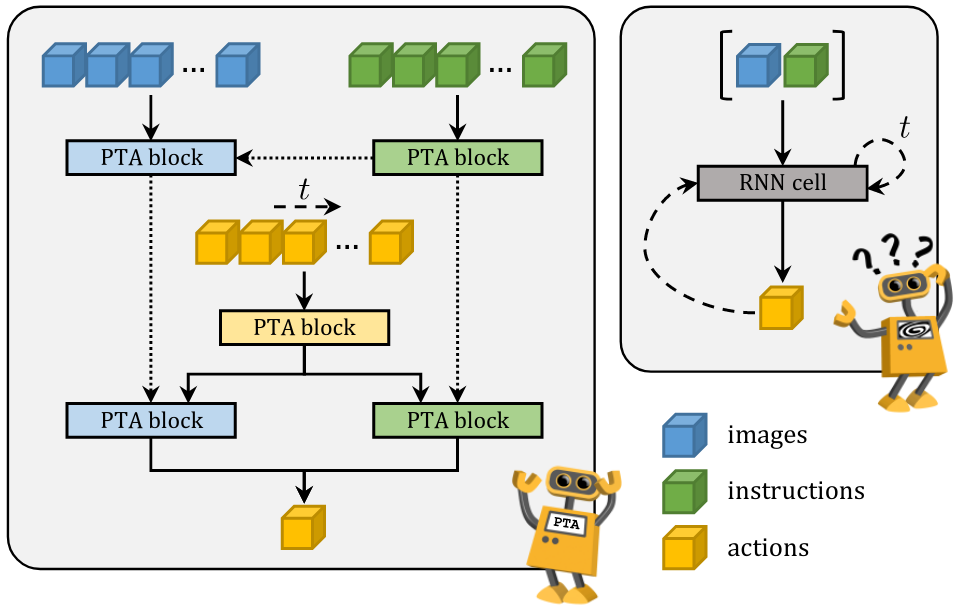 ... ...
PTA block PTA block
t
...
PTA block
PTA block PTA block
PTA
t
RNN cell
? ? ?
images
instructions
actions